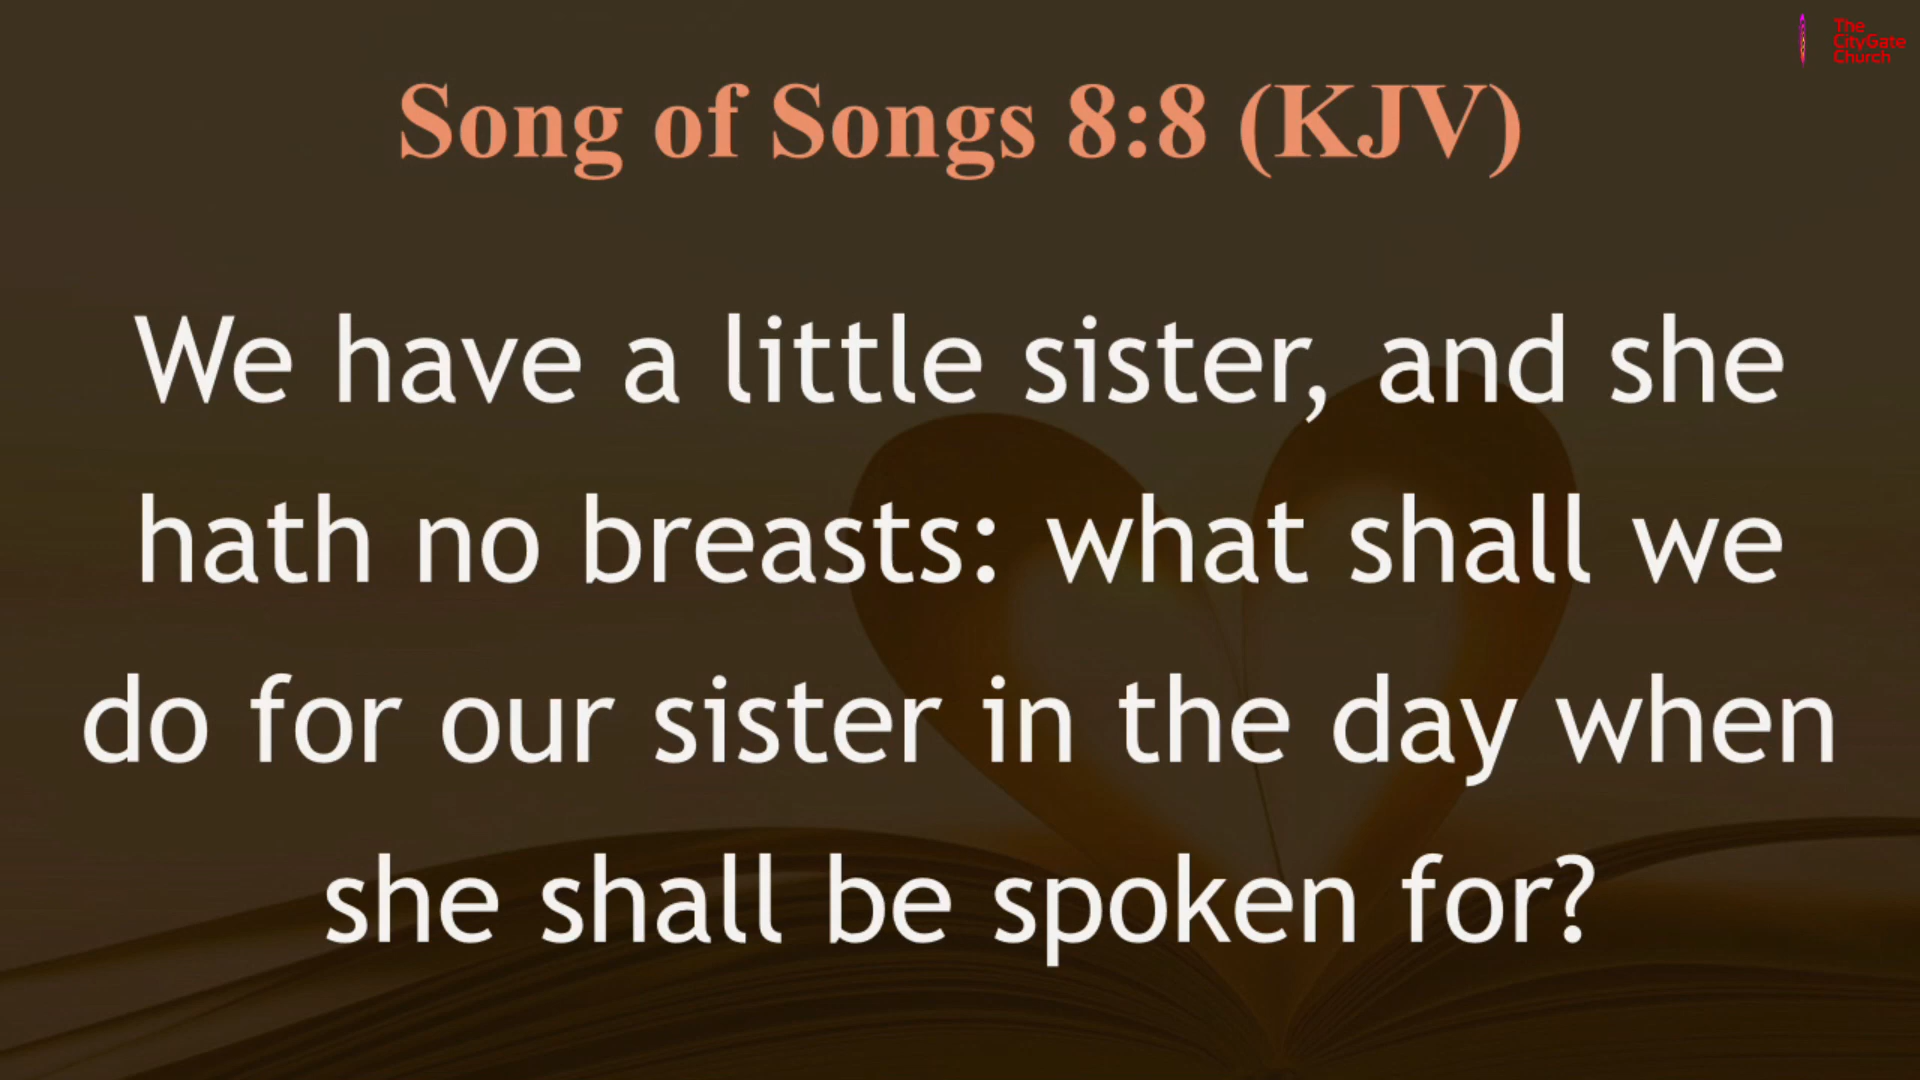 The
CityGate
Church
Song of Songs 8:8 (KJV)
We have a little sister, and she
hath no breasts: what shall we
do for our sister in the day when
she shall be spoken for?